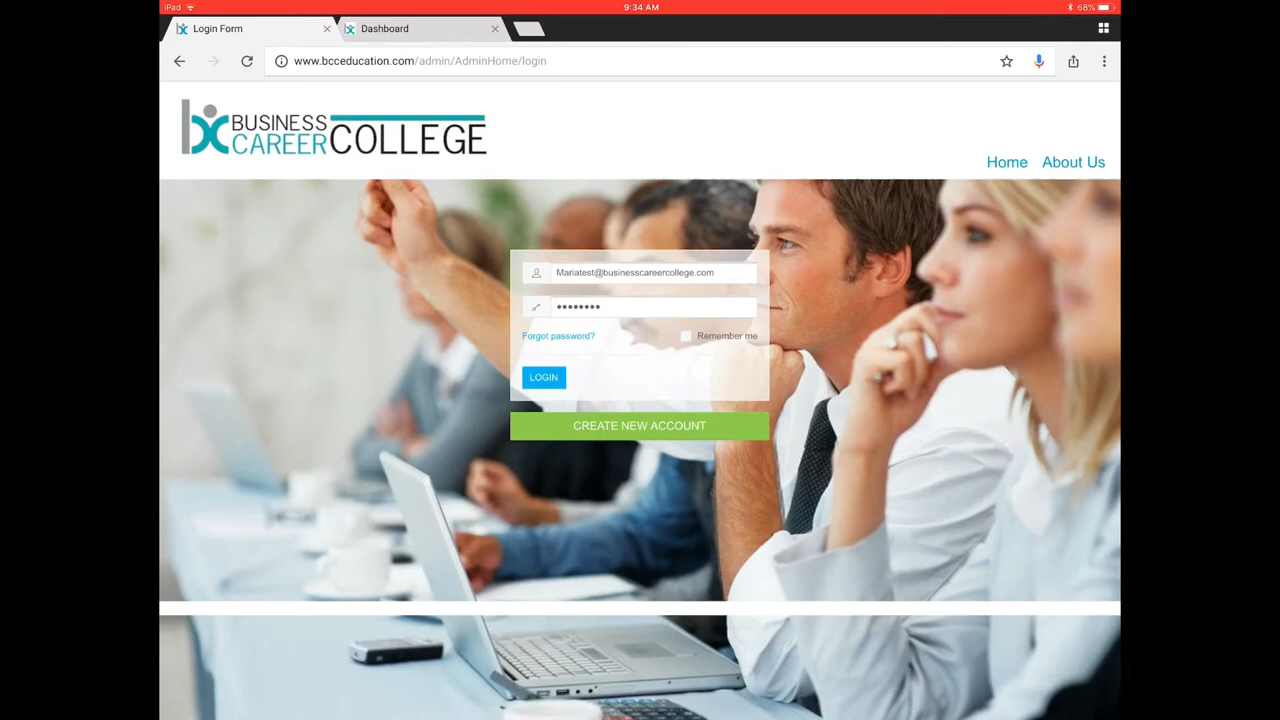 iPad 9:34 AM 68%
Login Form Dashboard
www.bcceducation.com/admin/AdminHome/login
BUSINESS
CAREER COLLEGE
Home About Us
Mariatest@businesscareercollege.com
••••••••
Forgot password? Remember me
LOGIN
CREATE NEW ACCOUNT